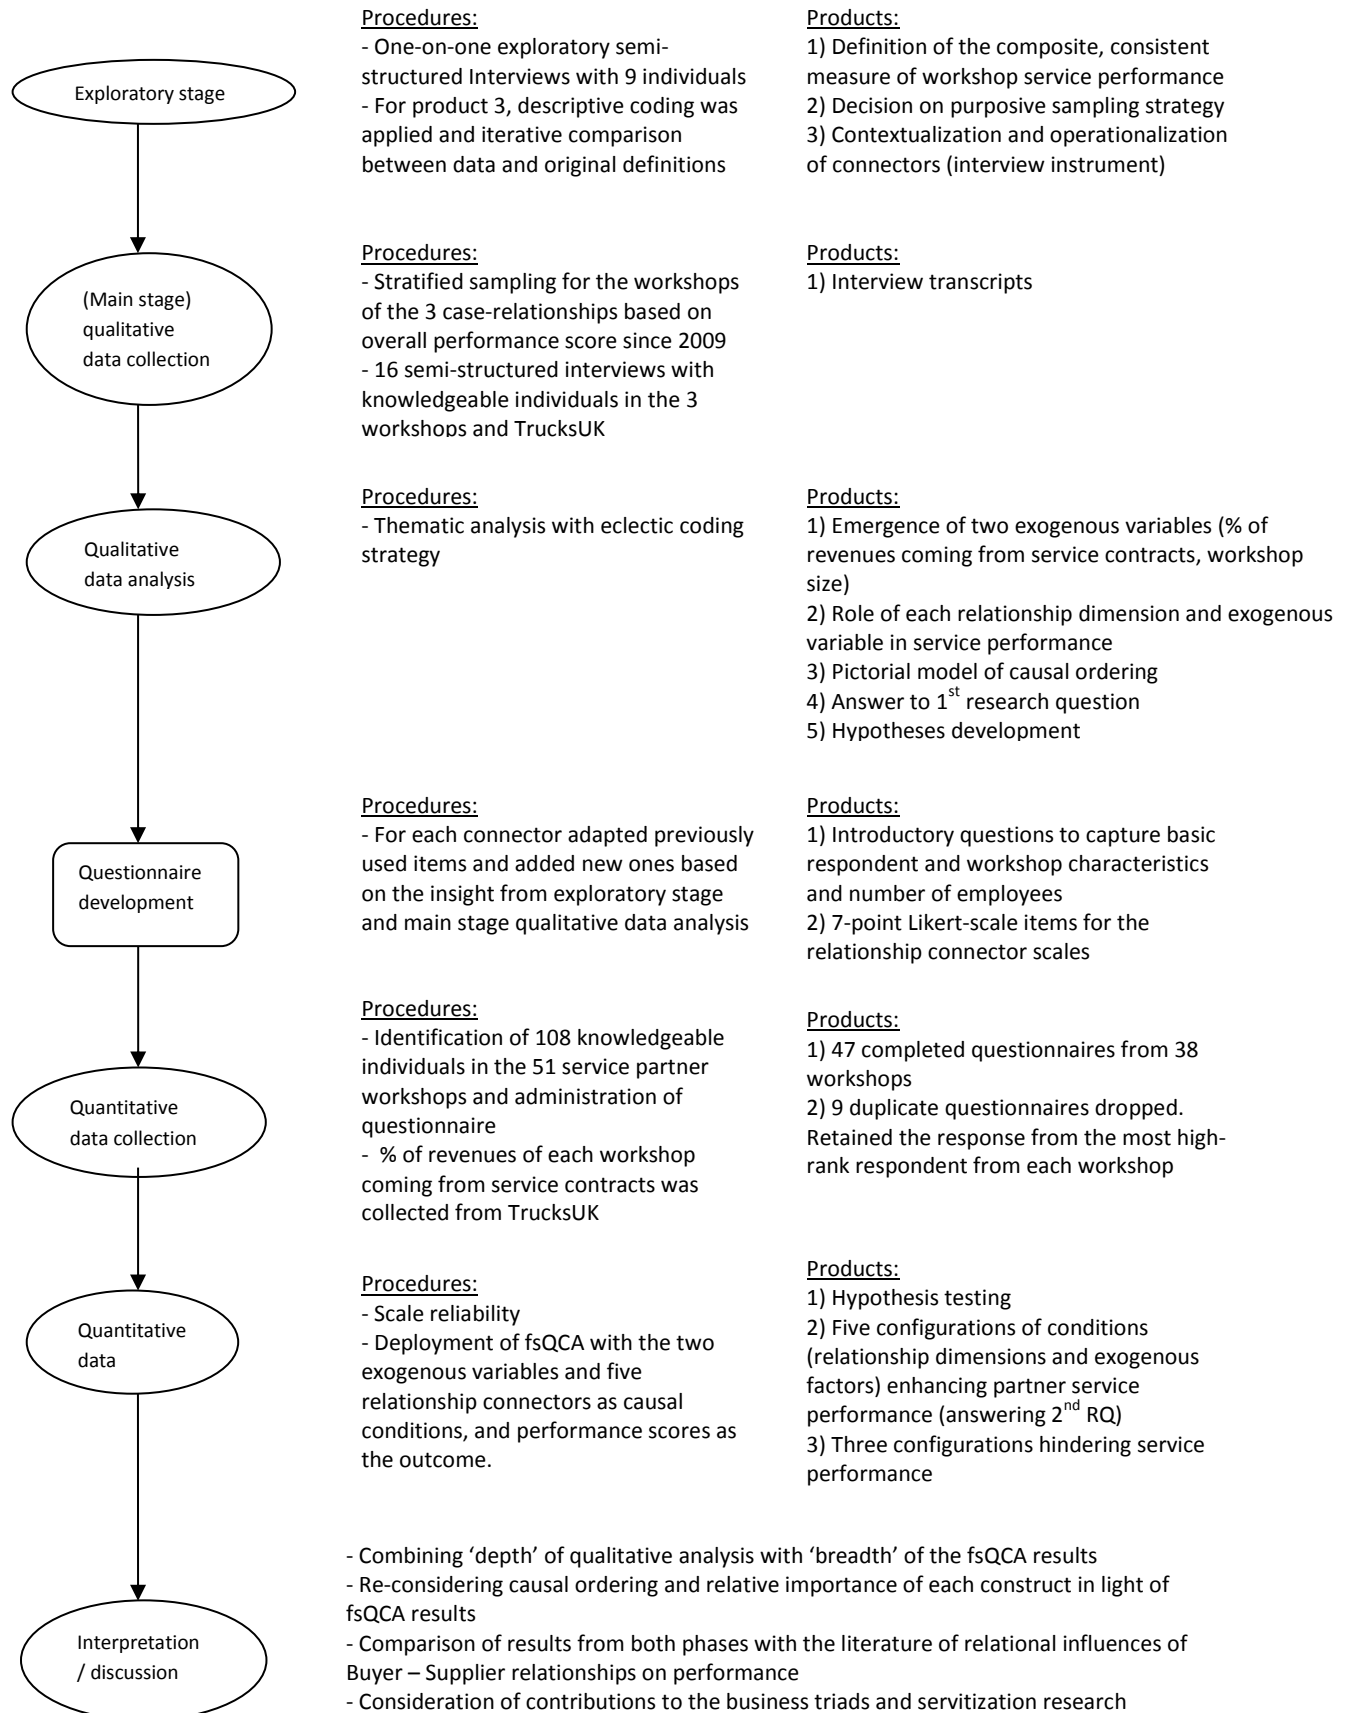 Exploratory stage
Procedures:
- One-on-one exploratory semi-
structured Interviews with 9 individuals
- For product 3, descriptive coding was
applied and iterative comparison
between data and original definitions
Products:
1) Definition of the composite, consistent
measure of workshop service performance
2) Decision on purposive sampling strategy
3) Contextualization and operationalization
of connectors (interview instrument)
(Main stage)
qualitative
data collection
Procedures:
- Stratified sampling for the workshops
of the 3 case-relationships based on
overall performance score since 2009
- 16 semi-structured interviews with
knowledgeable individuals in the 3
workshops and TrucksUK
Products:
1) Interview transcripts
Qualitative
data analysis
Procedures:
- Thematic analysis with eclectic coding
strategy
Products:
1) Emergence of two exogenous variables (% of
revenues coming from service contracts, workshop
size)
2) Role of each relationship dimension and exogenous
variable in service performance
3) Pictorial model of causal ordering
4) Answer to 1st research question
5) Hypotheses development
Questionnaire
development
Procedures:
- For each connector adapted previously
used items and added new ones based
on the insight from exploratory stage
and main stage qualitative data analysis
Products:
1) Introductory questions to capture basic
respondent and workshop characteristics
and number of employees
2) 7-point Likert-scale items for the
relationship connector scales
Quantitative
data collection
Procedures:
- Identification of 108 knowledgeable
individuals in the 51 service partner
workshops and administration of
questionnaire
- % of revenues of each workshop
coming from service contracts was
collected from TrucksUK
Products:
1) 47 completed questionnaires from 38
workshops
2) 9 duplicate questionnaires dropped.
Retained the response from the most high-
rank respondent from each workshop
Quantitative
data
Procedures:
- Scale reliability
- Deployment of fsQCA with the two
exogenous variables and five
relationship connectors as causal
conditions, and performance scores as
the outcome.
Products:
1) Hypothesis testing
2) Five configurations of conditions
(relationship dimensions and exogenous
factors) enhancing partner service
performance (answering 2nd RQ)
3) Three configurations hindering service
performance
Interpretation
/ discussion
- Combining ‘depth’ of qualitative analysis with ‘breadth’ of the fsQCA results
- Re-considering causal ordering and relative importance of each construct in light of
fsQCA results
- Comparison of results from both phases with the literature of relational influences of
Buyer – Supplier relationships on performance
- Consideration of contributions to the business triads and servitization research